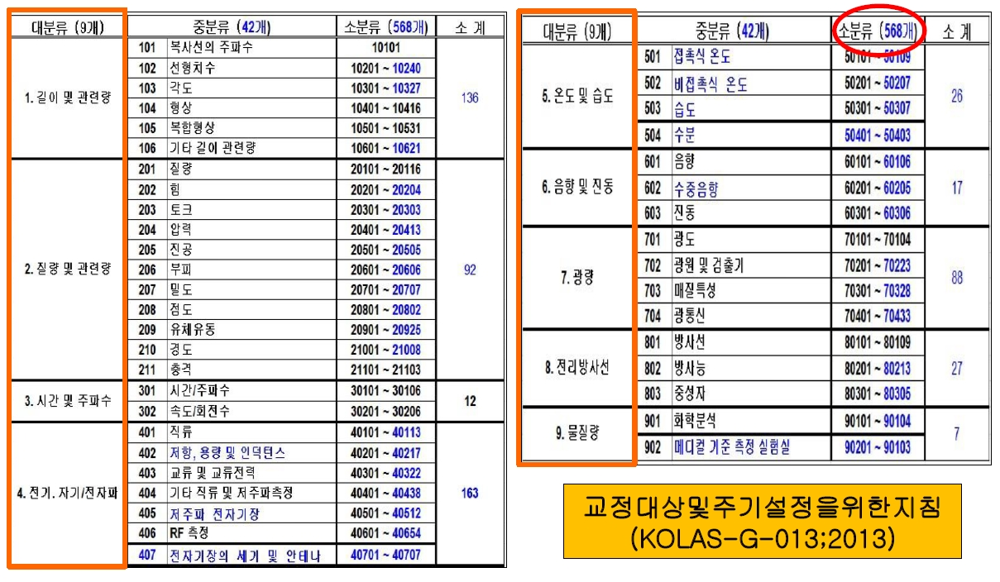 대분류 (9개) 중분류 (42개) 소분류 (568개) 소 계
1. 길이 및 관련량 136
101 복사선의 주파수 10101
102 선형치수 10201 ~ 10240
103 각도 10301 ~ 10327
104 형상 10401 ~ 10416
105 복합형상 10501 ~ 10531
106 기타 길이 관련량 10601 ~ 10621
2. 질량 및 관련량 92
201 질량 20101 ~ 20116
202 힘 20201 ~ 20204
203 토크 20301 ~ 20303
204 압력 20401 ~ 20413
205 진공 20501 ~ 20505
206 부피 20601 ~ 20606
207 밀도 20701 ~ 20707
208 점도 20801 ~ 20802
209 유체유동 20901 ~ 20925
210 경도 21001 ~ 21008
211 충격 21101 ~ 21103
3. 시간 및 주파수 12
301 시간/주파수 30101 ~ 30106
302 속도/회전수 30201 ~ 30206
4. 전기. 자기/전자파 163
401 직류 40101 ~ 40113
402 저항, 용량 및 인덕턴스 40201 ~ 40217
403 교류 및 교류전력 40301 ~ 40322
404 기타 직류 및 저주파측정 40401 ~ 40438
405 저주파 전자기장 40501 ~ 40512
406 RF 측정 40601 ~ 40654
407 전자기장의 세기 및 안테나 40701 ~ 40707
대분류 (9개) 중분류 (42개) 소분류 (568개) 소 계
5. 온도 및 습도 26
501 접촉식 온도 50101 ~ 50109
502 비접촉식 온도 50201 ~ 50207
503 습도 50301 ~ 50307
504 수분 50401 ~ 50403
6. 음향 및 진동 17
601 음향 60101 ~ 60106
602 수중음향 60201 ~ 60205
603 진동 60301 ~ 60306
7. 광량 88
701 광도 70101 ~ 70104
702 광원 및 검출기 70201 ~ 70223
703 매질특성 70301 ~ 70328
704 광통신 70401 ~ 70433
8. 전리방사선 27
801 방사선 80101 ~ 80109
802 방사능 80201 ~ 80213
803 중성자 80301 ~ 80305
9. 물질량 7
901 화학분석 90101 ~ 90104
902 메디컬 기준 측정 실험실 90201 ~ 90103
교정대상및주기설정을위한지침
(KOLAS-G-013;2013)